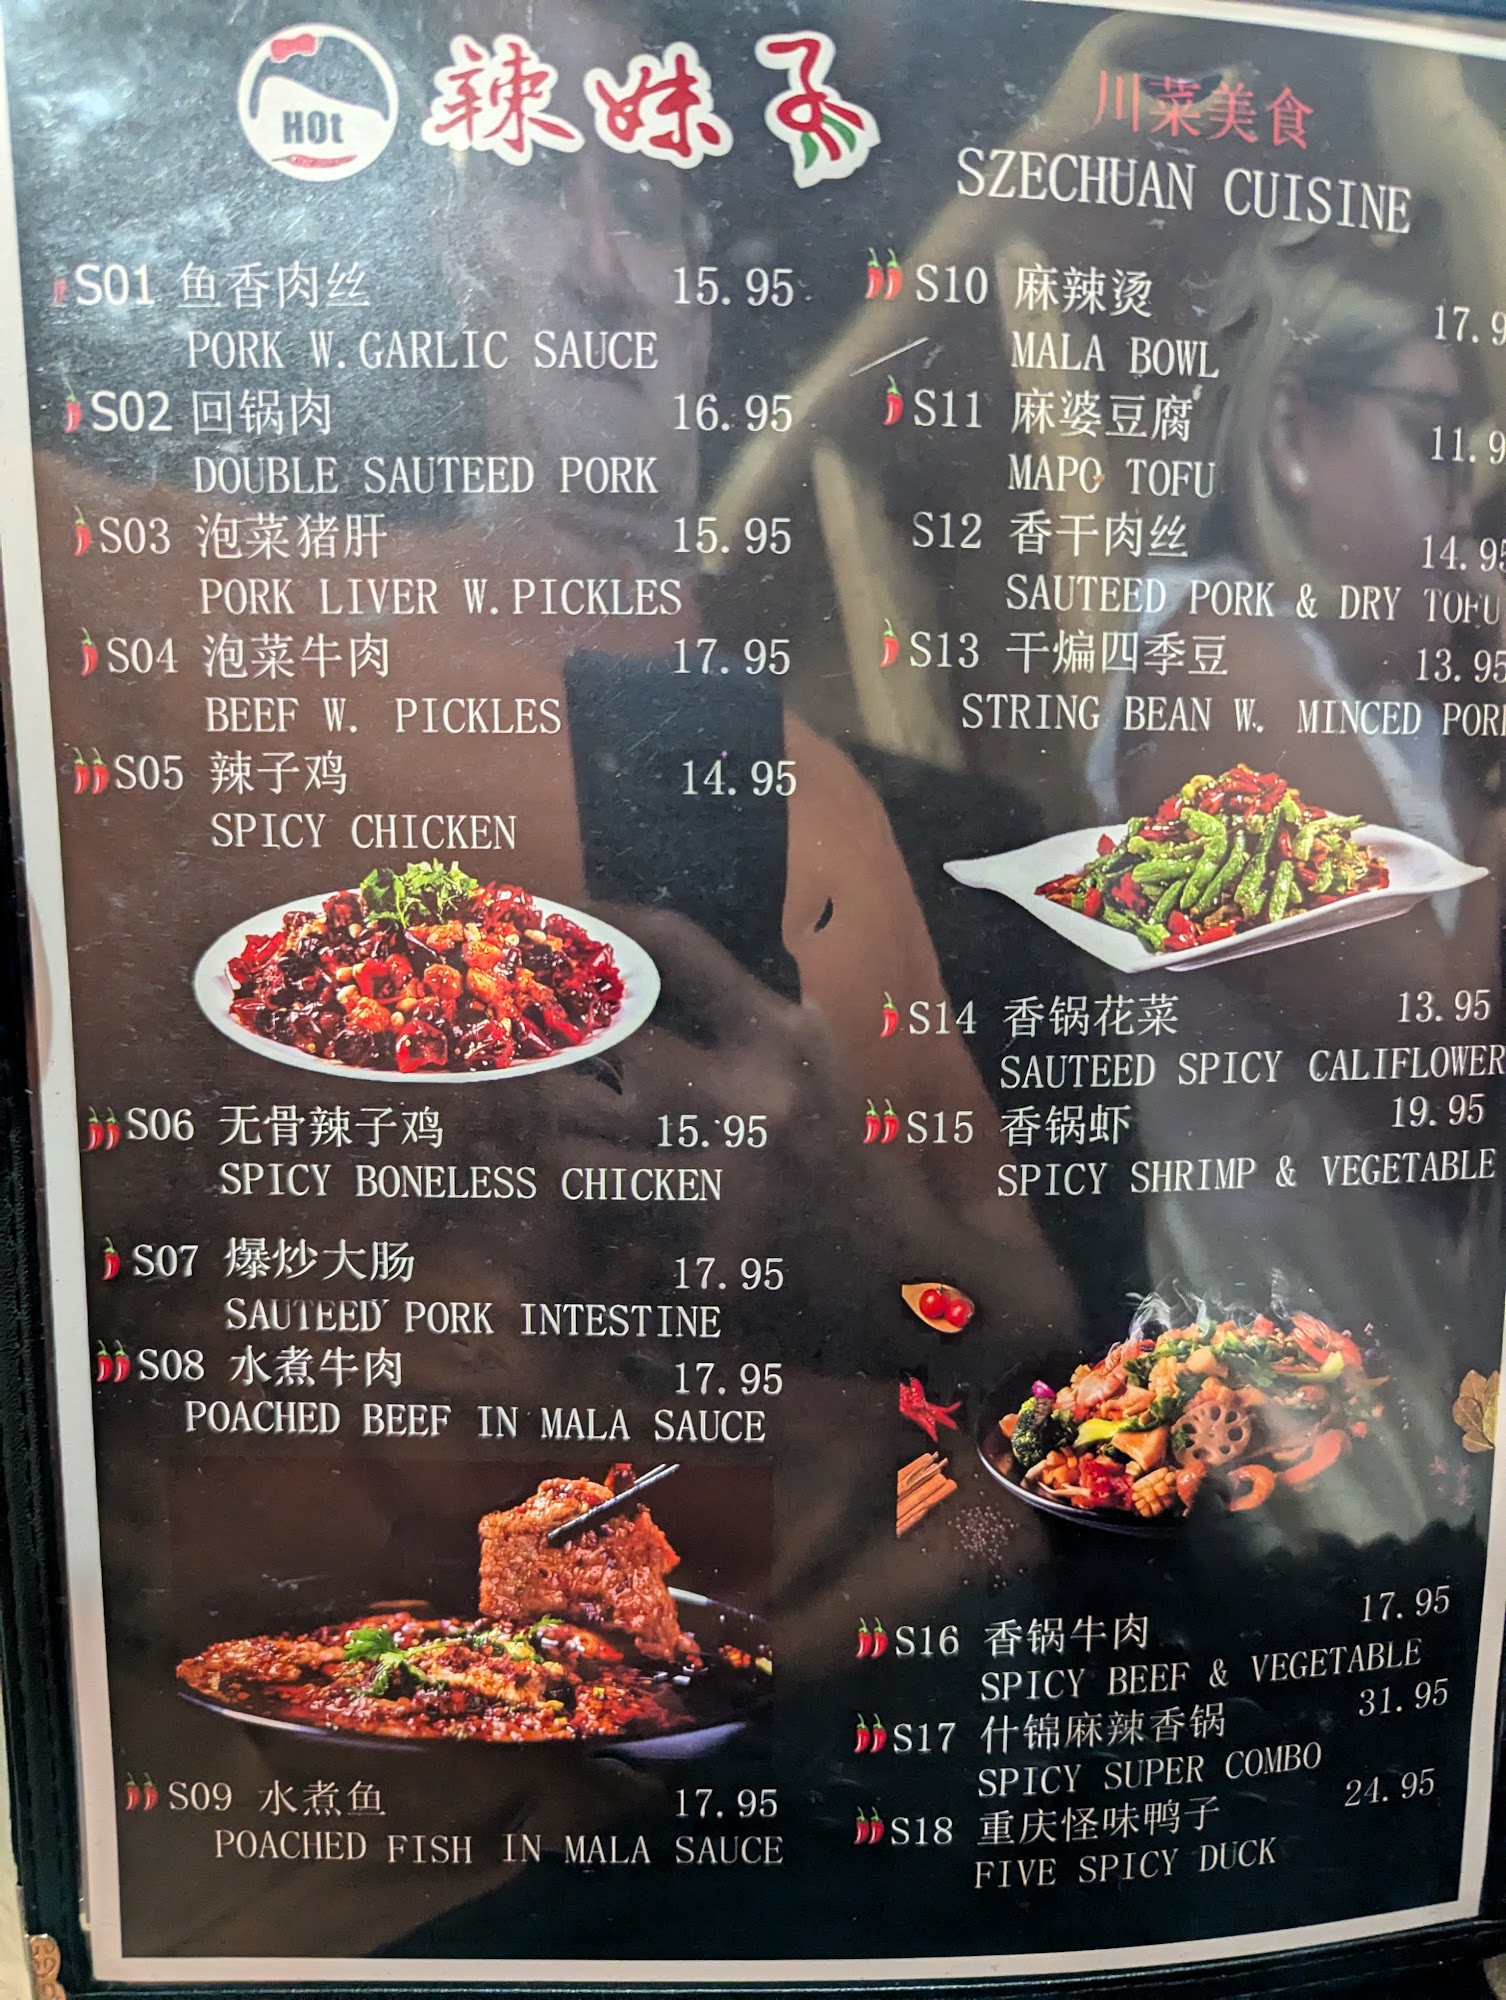 HOt
辣妹子
川菜美食
SZECHUAN CUISINE
S01 鱼香肉丝 15.95
PORK W.GARLIC SAUCE
S02 回锅肉 16.95
DOUBLE SAUTEED PORK
S03 泡菜猪肝 15.95
PORK LIVER W.PICKLES
S04 泡菜牛肉 17.95
BEEF W. PICKLES
S05 辣子鸡 14.95
SPICY CHICKEN
S06 无骨辣子鸡 15.95
SPICY BONELESS CHICKEN
S07 爆炒大肠 17.95
SAUTEED PORK INTESTINE
S08 水煮牛肉 17.95
POACHED BEEF IN MALA SAUCE
S09 水煮鱼 17.95
POACHED FISH IN MALA SAUCE
S10 麻辣烫 17.9
MALA BOWL
S11 麻婆豆腐 11.9
MAPO TOFU
S12 香干肉丝 14.95
SAUTEED PORK & DRY TOFU
S13 干煸四季豆 13.95
STRING BEAN W. MINCED POR
S14 香锅花菜 13.95
SAUTEED SPICY CALIFLOWER
S15 香锅虾 19.95
SPICY SHRIMP & VEGETABLE
S16 香锅牛肉 17.95
SPICY BEEF & VEGETABLE
S17 什锦麻辣香锅 31.95
SPICY SUPER COMBO
S18 重庆怪味鸭子 24.95
FIVE SPICY DUCK